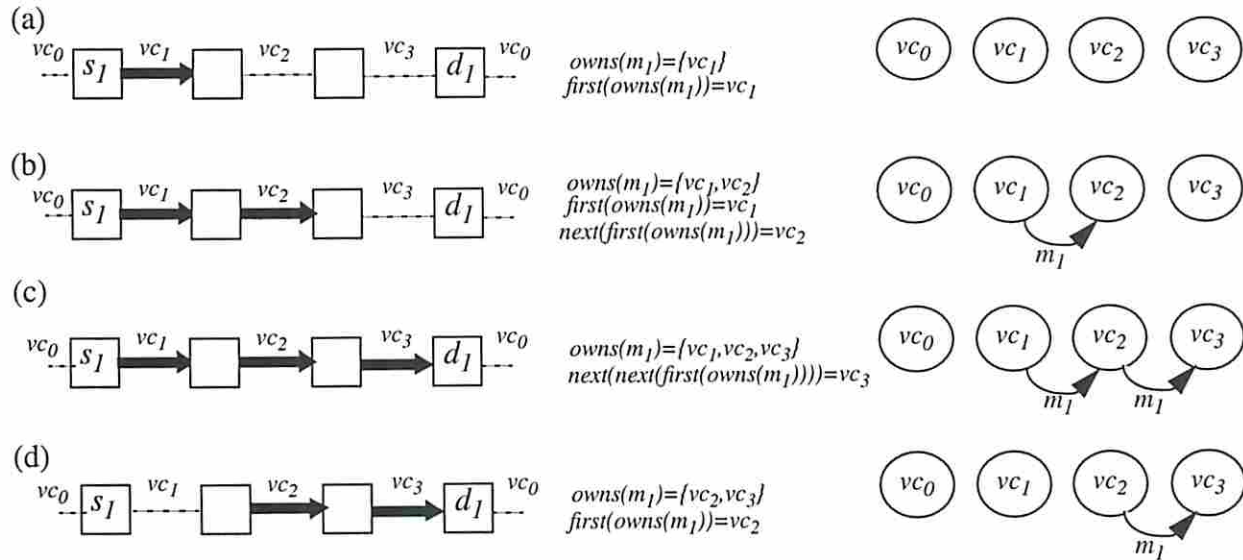 (a)
vc0 s1 vc1 vc2 vc3 d1 vc0
owns(m1)={vc1}
first(owns(m1))=vc1
vc0 vc1 vc2 vc3
(b)
vc0 s1 vc1 vc2 vc3 d1 vc0
owns(m1)={vc1,vc2}
first(owns(m1))=vc1
next(first(owns(m1)))=vc2
vc0 vc1 vc2 vc3
m1
(c)
vc0 s1 vc1 vc2 vc3 d1 vc0
owns(m1)={vc1,vc2,vc3}
next(next(first(owns(m1))))=vc3
vc0 vc1 vc2 vc3
m1 m1
(d)
vc0 s1 vc1 vc2 vc3 d1 vc0
owns(m1)={vc2,vc3}
first(owns(m1))=vc2
vc0 vc1 vc2 vc3
m1